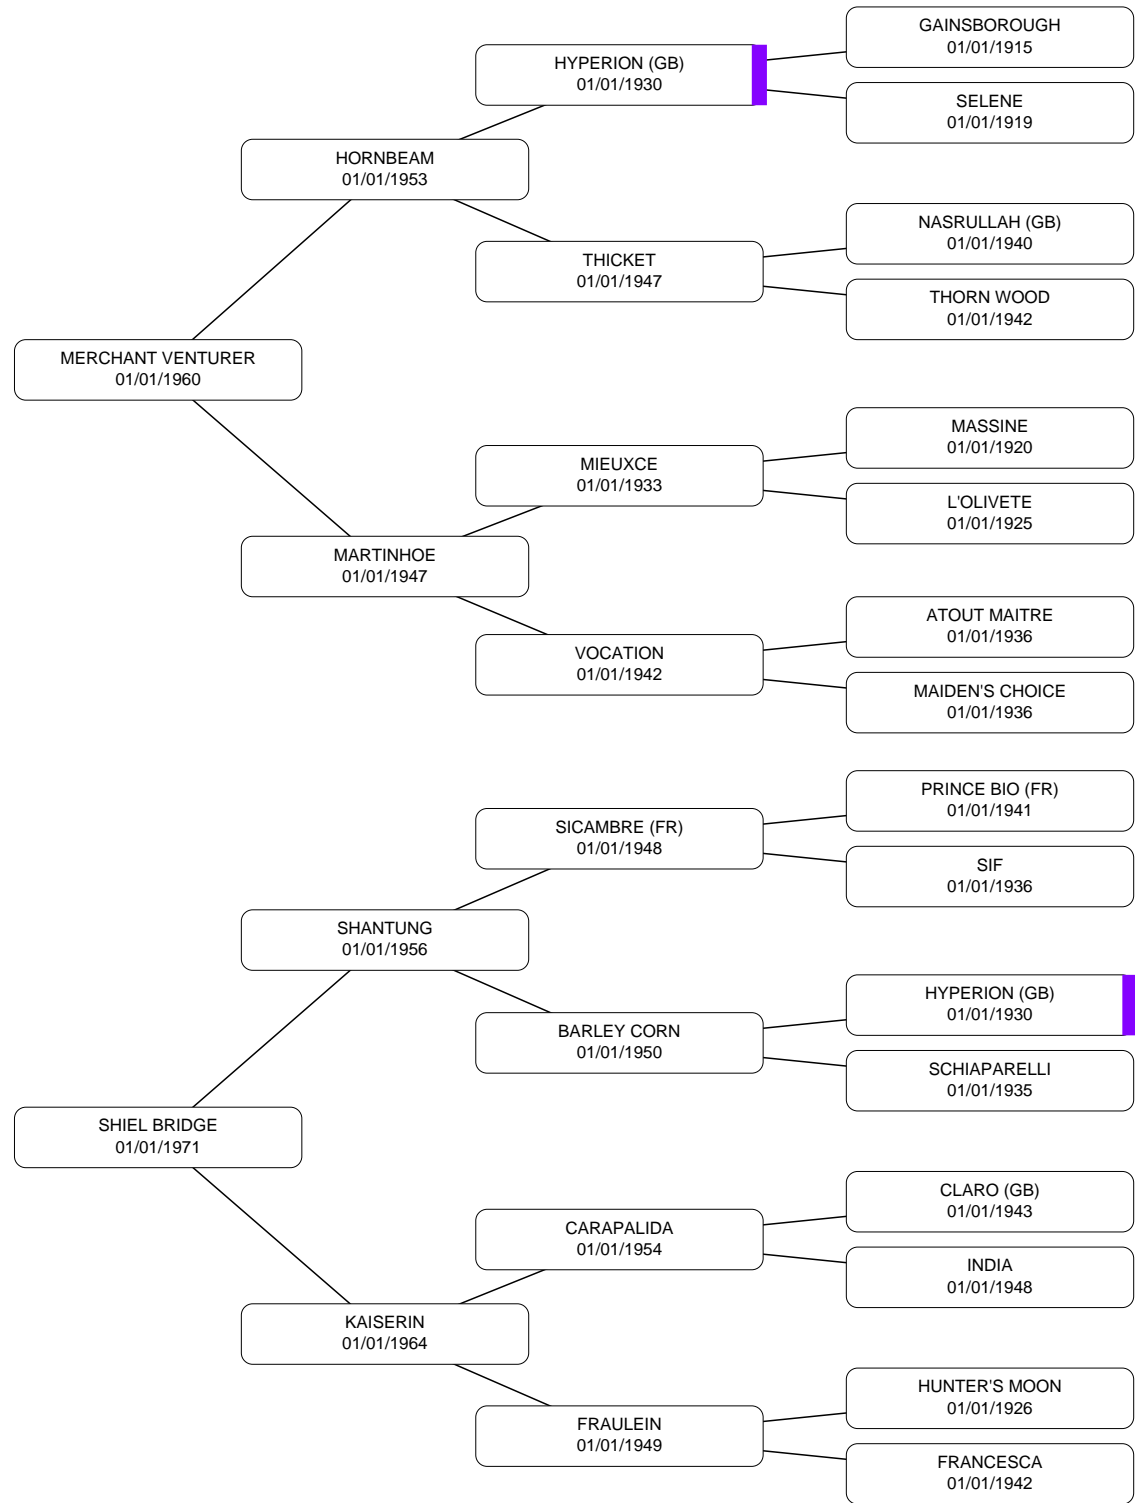 GAINSBOROUGH
01/01/1915
HYPERION (GB)
01/01/1930
SELENE
01/01/1919
HORNBEAM
01/01/1953
NASRULLAH (GB)
01/01/1940
THICKET
01/01/1947
THORN WOOD
01/01/1942
MERCHANT VENTURER
01/01/1960
MASSINE
01/01/1920
MIEUXCE
01/01/1933
L'OLIVETE
01/01/1925
MARTINHOE
01/01/1947
ATOUT MAITRE
01/01/1936
VOCATION
01/01/1942
MAIDEN'S CHOICE
01/01/1936
PRINCE BIO (FR)
01/01/1941
SICAMBRE (FR)
01/01/1948
SIF
01/01/1936
SHANTUNG
01/01/1956
HYPERION (GB)
01/01/1930
BARLEY CORN
01/01/1950
SCHIAPARELLI
01/01/1935
SHIEL BRIDGE
01/01/1971
CLARO (GB)
01/01/1943
CARAPALIDA
01/01/1954
INDIA
01/01/1948
KAISERIN
01/01/1964
HUNTER'S MOON
01/01/1926
FRAULEIN
01/01/1949
FRANCESCA
01/01/1942